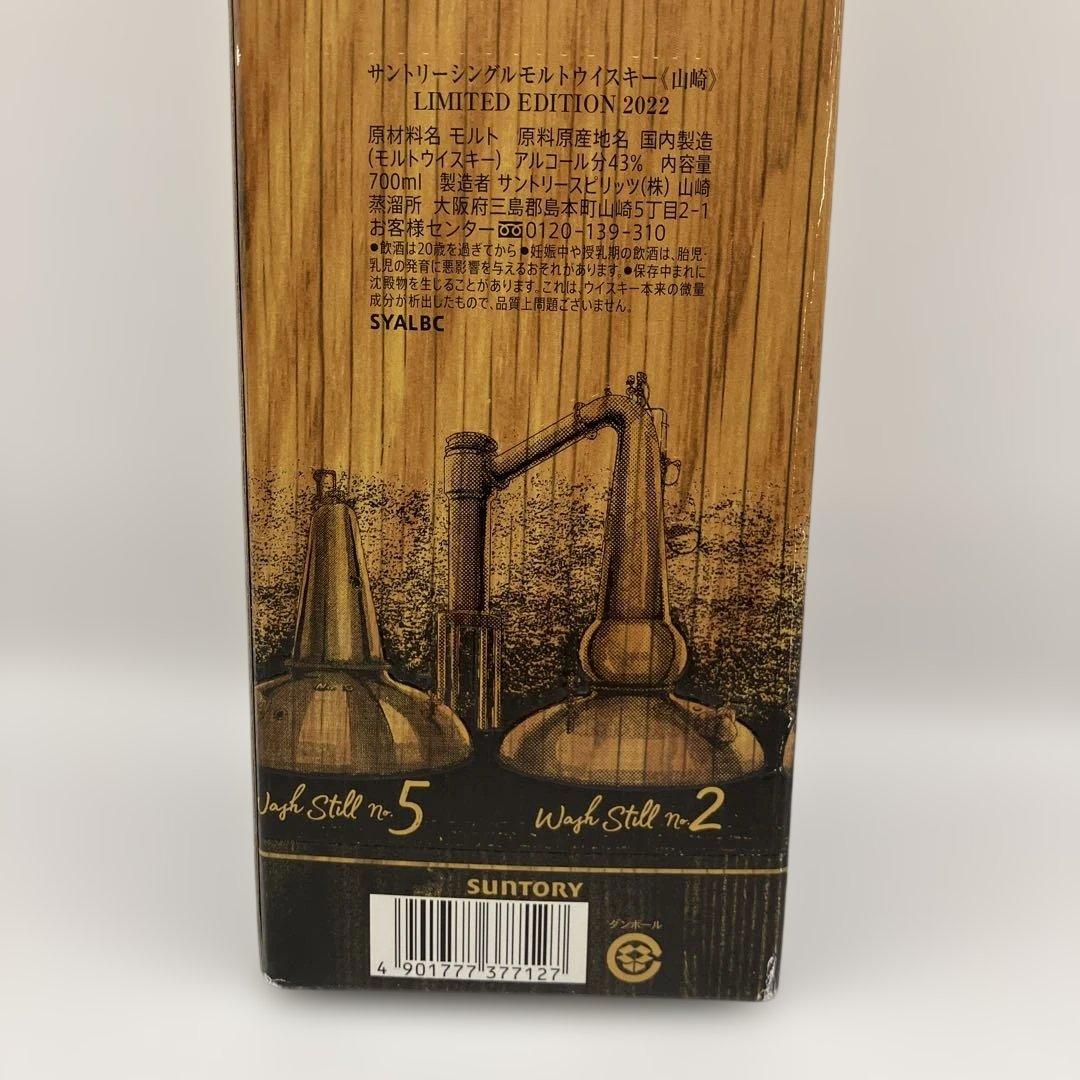 サントリーシングルモルトウイスキー《山崎》
LIMITED EDITION 2022
原材料名 モルト 原料原産地名 国内製造
(モルトウイスキー) アルコール分43% 内容量
700ml 製造者 サントリースピリッツ(株) 山崎
蒸溜所 大阪府三島郡島本町山崎5丁目2-1
お客様センター 0120-139-310
●飲酒は20歳を過ぎてから●妊娠中や授乳期の飲酒は、胎児・
乳児の発育に悪影響を与えるおそれがあります。●保存中まれに
沈殿物を生じることがあります。これは、ウイスキー本来の微量
成分が析出したもので、品質上問題ございません。
SYALBC
Wash Still no.5
Wash Still no.2
SUNTORY
ダンボール
4 901777 377127